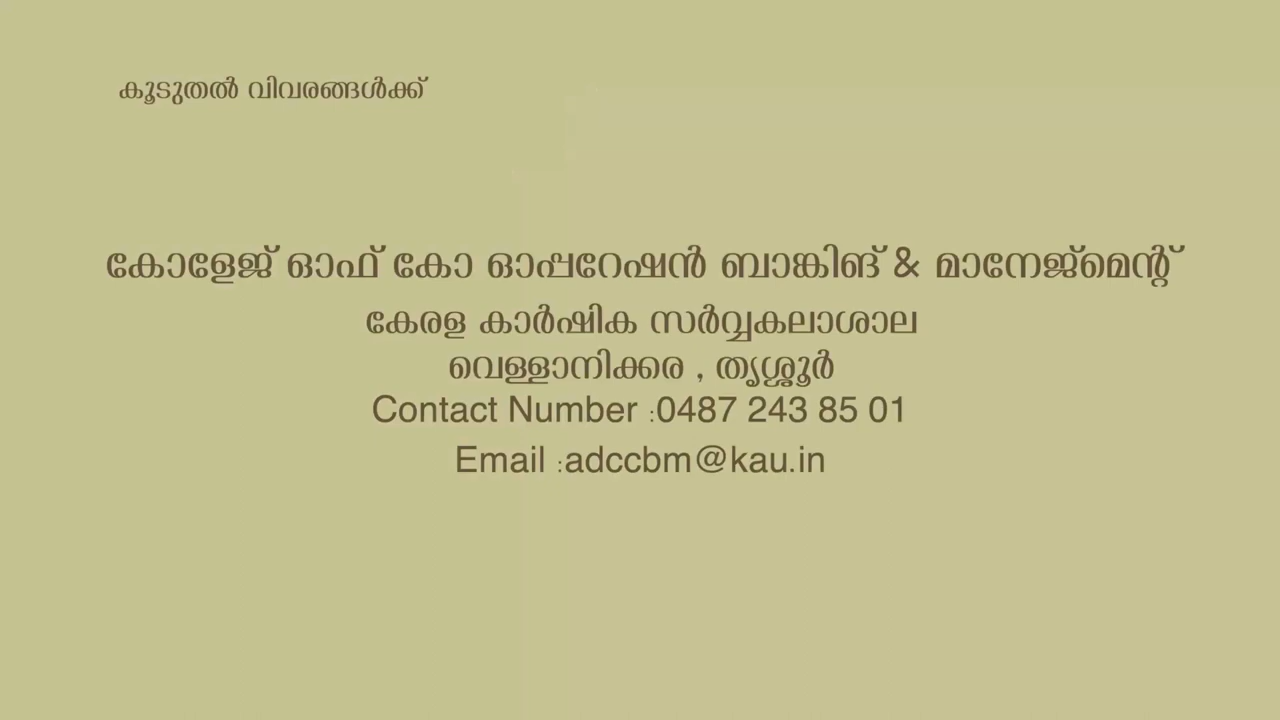 കൂടുതൽ വിവരങ്ങൾക്ക്
കോളേജ് ഓഫ് കോ ഓപ്പറേഷൻ ബാങ്കിങ് & മാനേജ്മെന്റ്
കേരള കാർഷിക സർവ്വകലാശാല
വെള്ളാനിക്കര , തൃശ്ശൂർ
Contact Number :0487 243 85 01
Email :adccbm@kau.in